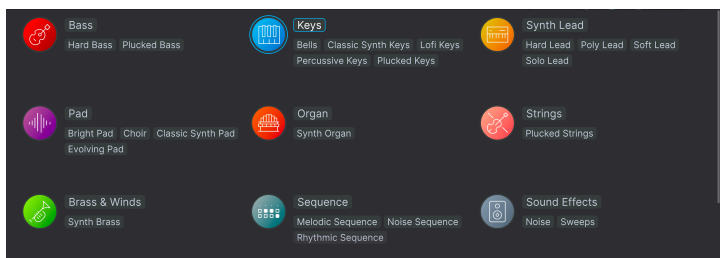 Bass
Hard Bass Plucked Bass
Keys
Bells Classic Synth Keys Lofi Keys
Percussive Keys Plucked Keys
Synth Lead
Hard Lead Poly Lead Soft Lead
Solo Lead
Pad
Bright Pad Choir Classic Synth Pad
Evolving Pad
Organ
Synth Organ
Strings
Plucked Strings
Brass & Winds
Synth Brass
Sequence
Melodic Sequence Noise Sequence
Rhythmic Sequence
Sound Effects
Noise Sweeps